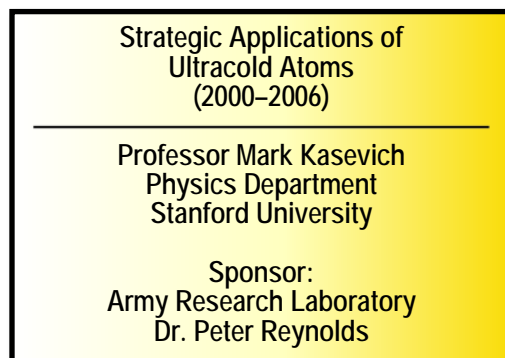 Strategic Applications of
Ultracold Atoms
(2000–2006)
Professor Mark Kasevich
Physics Department
Stanford University
Sponsor:
Army Research Laboratory
Dr. Peter Reynolds